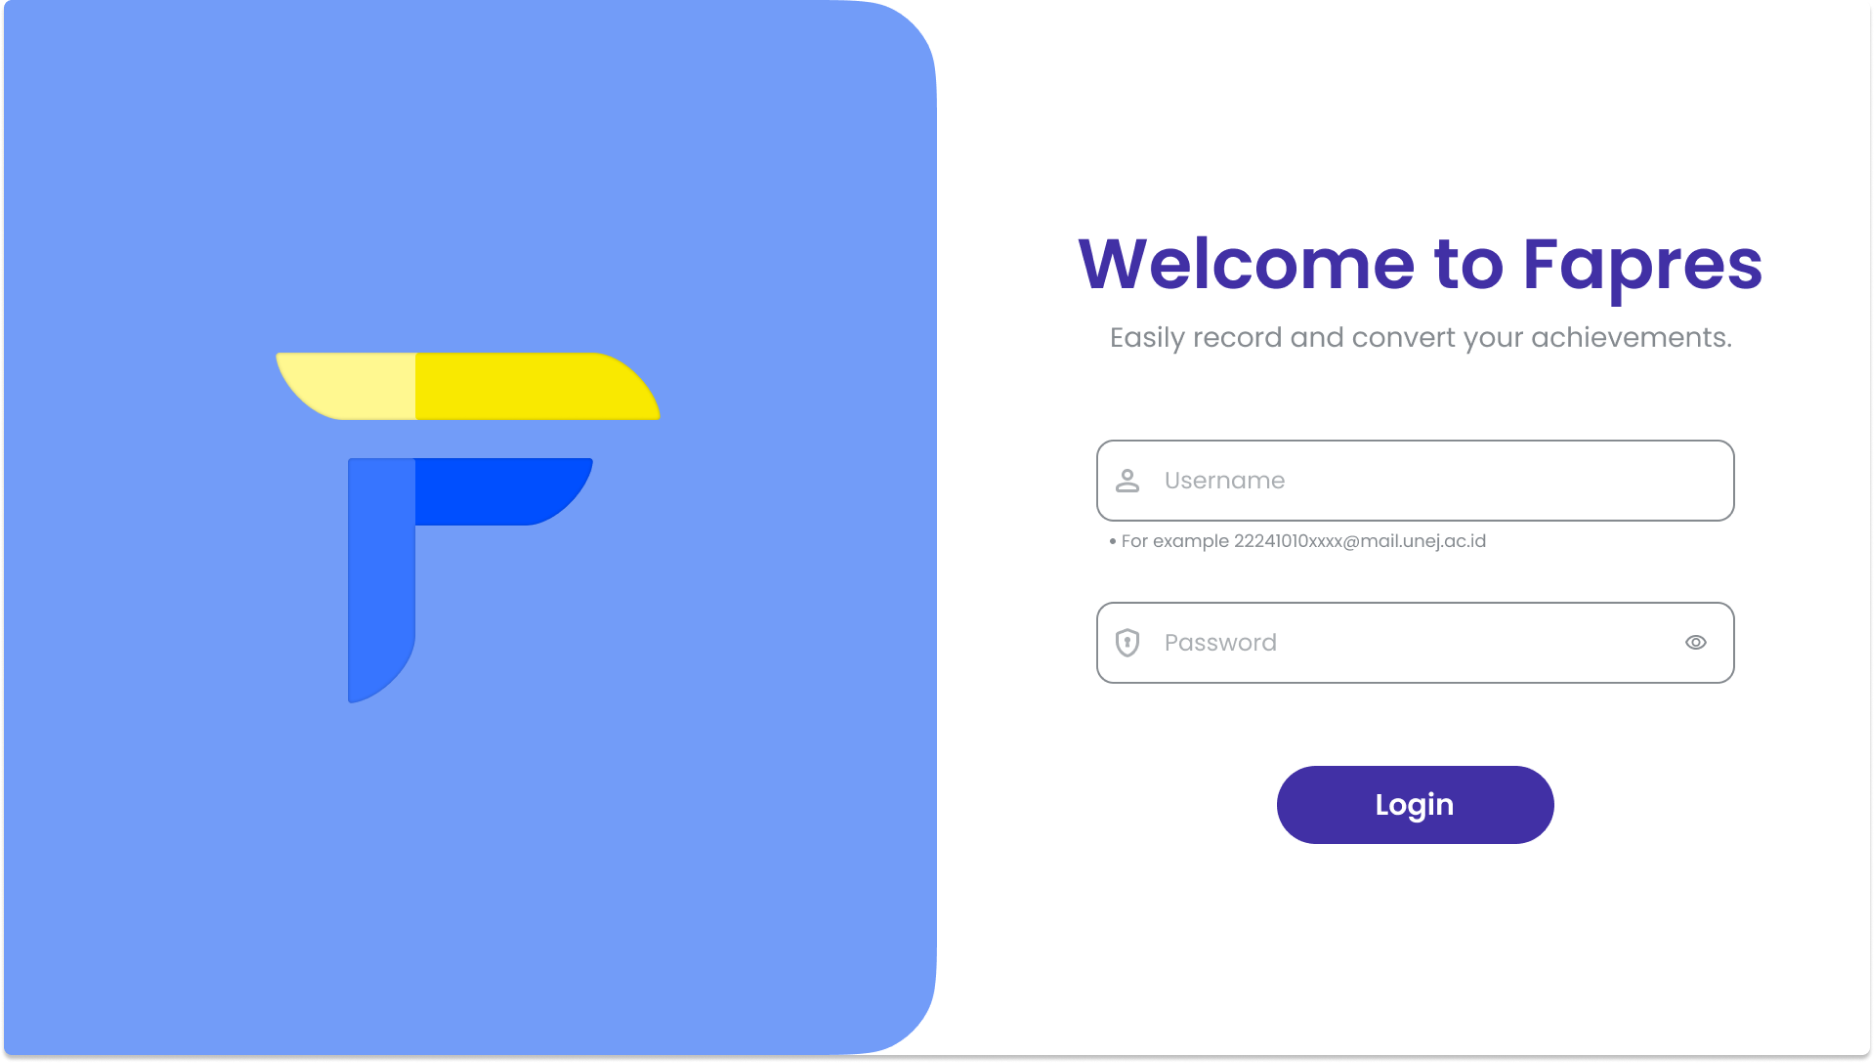 Welcome to Fapres
Easily record and convert your achievements.
Username
• For example 22241010xxxx@mail.unej.ac.id
Password
Login